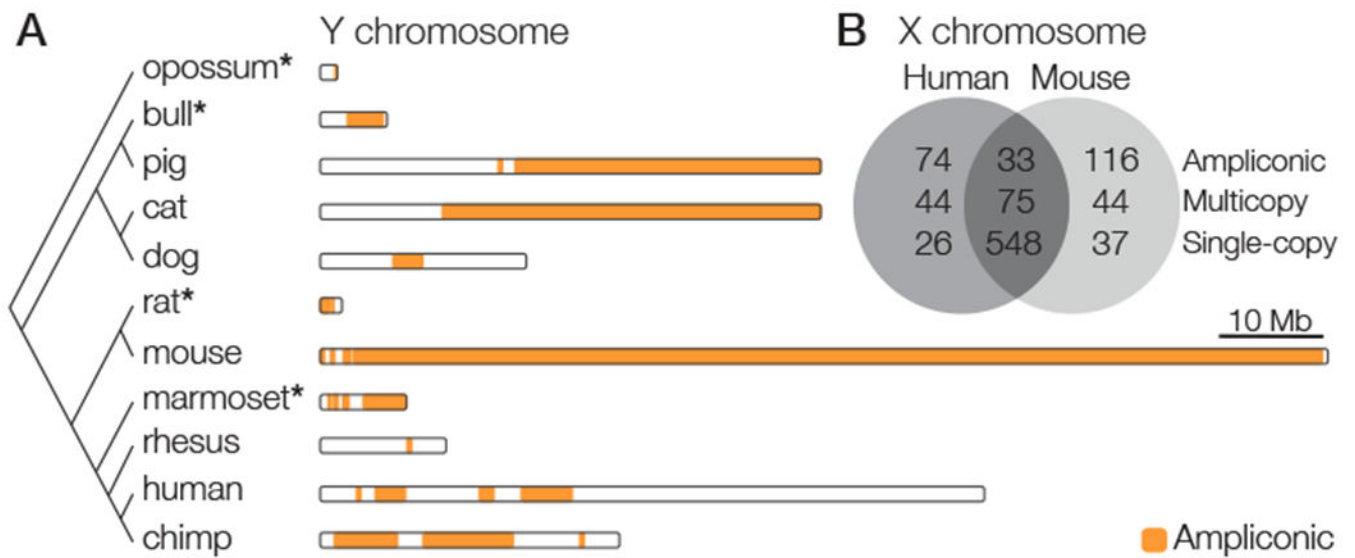 A Y chromosome
opossum*
bull*
pig
cat
dog
rat*
mouse
marmoset*
rhesus
human
chimp
B X chromosome
Human Mouse
74 33 116 Ampliconic
44 75 44 Multicopy
26 548 37 Single-copy
10 Mb
Ampliconic